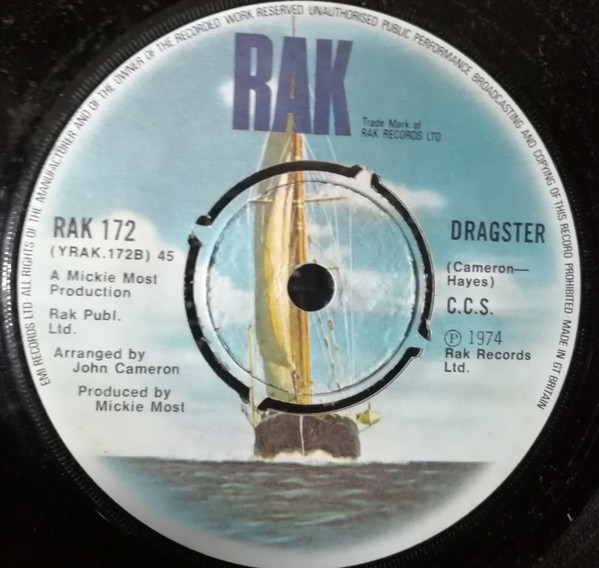 EMI RECORDS LTD ALL RIGHTS OF THE MANUFACTURER AND OF THE OWNER OF THE RECORDED WORK RESERVED UNAUTHORISED PUBLIC PERFORMANCE BROADCASTING AND COPYING OF THIS RECORD PROHIBITED MADE IN GT BRITAIN
RAK
Trade Mark of
RAK RECORDS LTD
RAK 172
(YRAK.172B) 45
A Mickie Most
Production
Rak Publ.
Ltd.
Arranged by
John Cameron
Produced by
Mickie Most
DRAGSTER
(Cameron—
Hayes)
C.C.S.
℗ 1974
Rak Records
Ltd.